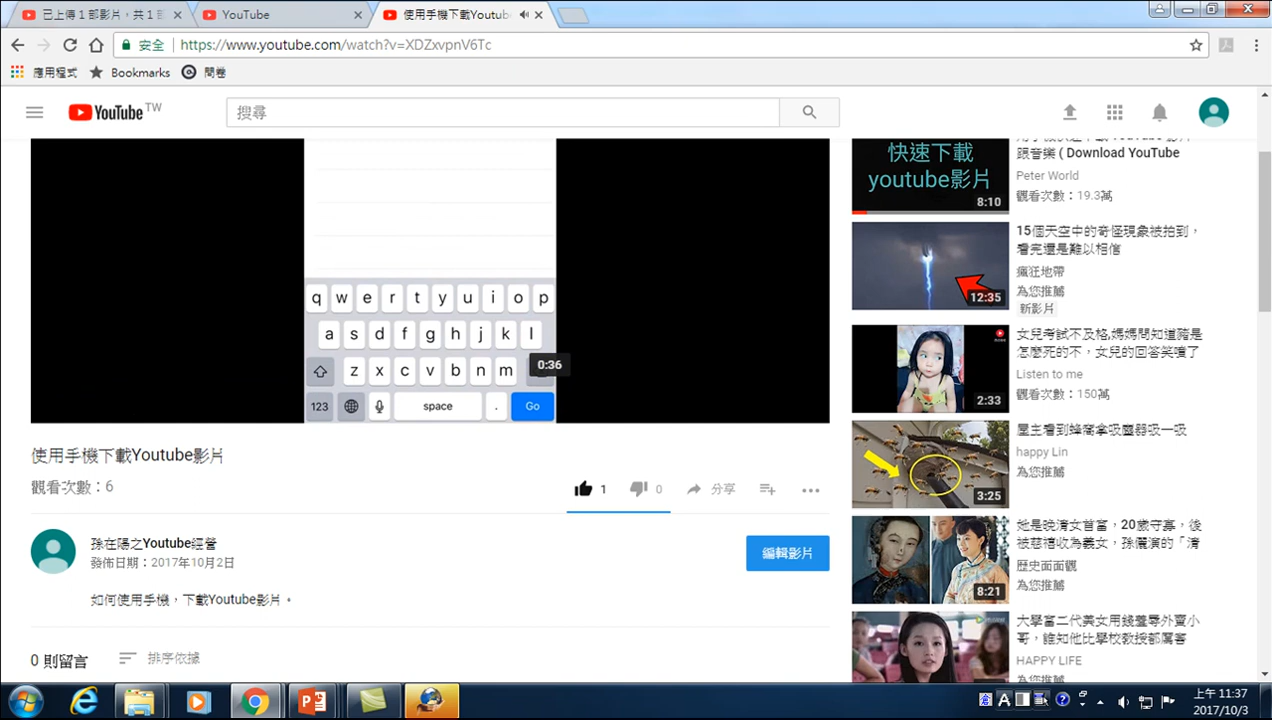 已上傳 1 部影片，共 1 部
YouTube
使用手機下載Youtub
安全
https://www.youtube.com/watch?v=XDZxvpnV6Tc
應用程式
Bookmarks
問卷
YouTube TW
搜尋
快速下載
youtube影片
8:10
跟音樂 ( Download YouTube
Peter World
觀看次數：19.3萬
12:35
15個天空中的奇怪現象被拍到，
看完還是難以相信
瘋狂地帶
為您推薦
新影片
q w e r t y u i o p
a s d f g h j k l
z x c v b n m
0:36
123 space . Go
2:33
女兒考試不及格,媽媽問知道豬是
怎麼死的不，女兒的回答笑噴了
Listen to me
觀看次數：150萬
3:25
屋主看到蜂窩拿吸塵器吸一吸
happy Lin
為您推薦
使用手機下載Youtube影片
觀看次數：6
1 0 分享
孫在陽之Youtube經營
發佈日期：2017年10月2日
編輯影片
如何使用手機，下載Youtube影片。
8:21
她是晚清女首富，20歲守寡，後
被慈禧收為義女，孫儷演的「清
歷史面面觀
為您推薦
大學富二代美女用錢羞辱外賣小
哥，誰知他比學校教授都厲害
HAPPY LIFE
0 則留言
排序依據
上午 11:37
2017/10/3